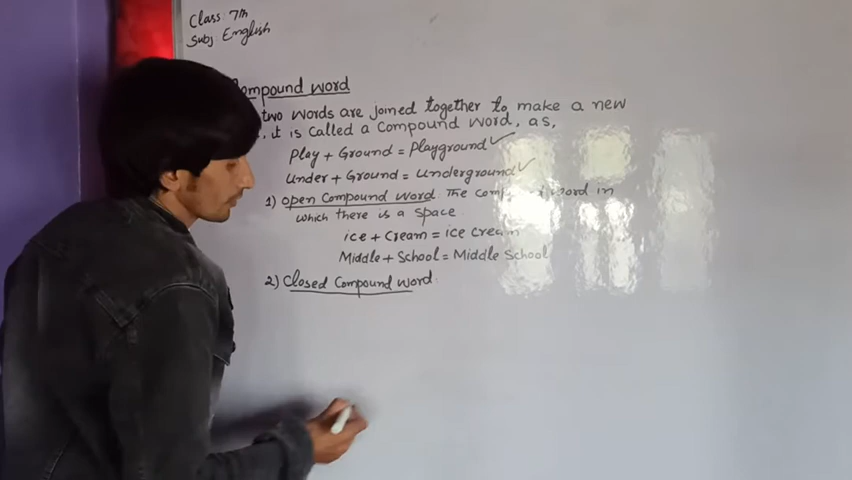 Class: 7th
Subj: English
ompound word
two words are joined together to make a new
, it is called a compound word, as,
Play + Ground = Playground ✓
Under + Ground = Underground ✓
1) open compound word. The word in
which there is a space.
ice + cream = ice cream
Middle + School = Middle School
2) Closed Compound word.